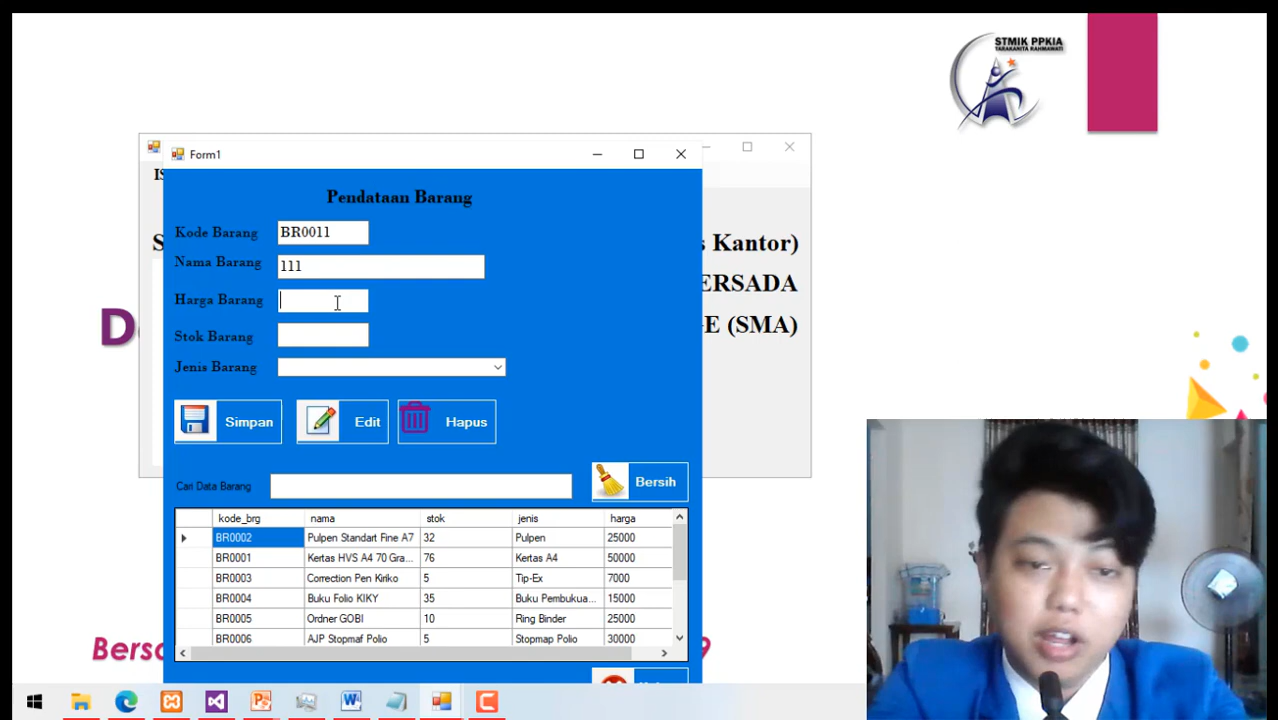 STMIK PPKIA
TARAKANITA RAHMAWATI
Form1
Pendataan Barang
Kode Barang BR0011
Nama Barang 111
Harga Barang
Stok Barang
Jenis Barang
Simpan Edit Hapus
Cari Data Barang Bersih
kode_brg nama stok jenis harga
BR0002 Pulpen Standart Fine A7 32 Pulpen 25000
BR0001 Kertas HVS A4 70 Gra... 76 Kertas A4 50000
BR0003 Correction Pen Kiriko 5 Tip-Ex 7000
BR0004 Buku Folio KIKY 35 Buku Pembukua... 15000
BR0005 Ordner GOBI 10 Ring Binder 25000
BR0006 AJP Stopmaf Polio 5 Stopmap Polio 30000
IS
S
s Kantor)
ERSADA
E (SMA)
D
Bersa
9